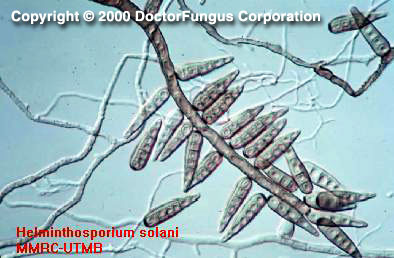 Copyright © 2000 DoctorFungus Corporation
Helminthosporium solani
MMRC-UTMB